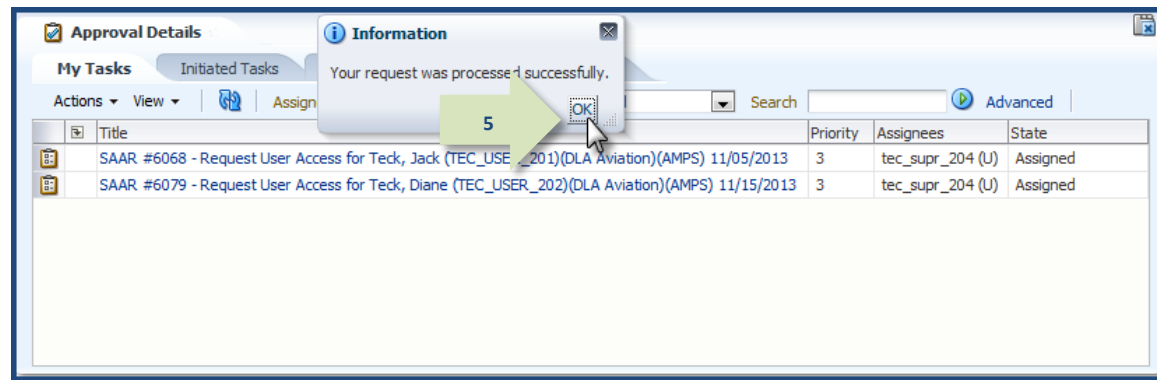 Approval Details
Information
My Tasks Initiated Tasks
Your request was processed successfully.
Actions View Assign Search Advanced
OK
5
Title Priority Assignees State
SAAR #6068 - Request User Access for Teck, Jack (TEC_USER_201)(DLA Aviation)(AMPS) 11/05/2013 3 tec_supr_204 (U) Assigned
SAAR #6079 - Request User Access for Teck, Diane (TEC_USER_202)(DLA Aviation)(AMPS) 11/15/2013 3 tec_supr_204 (U) Assigned